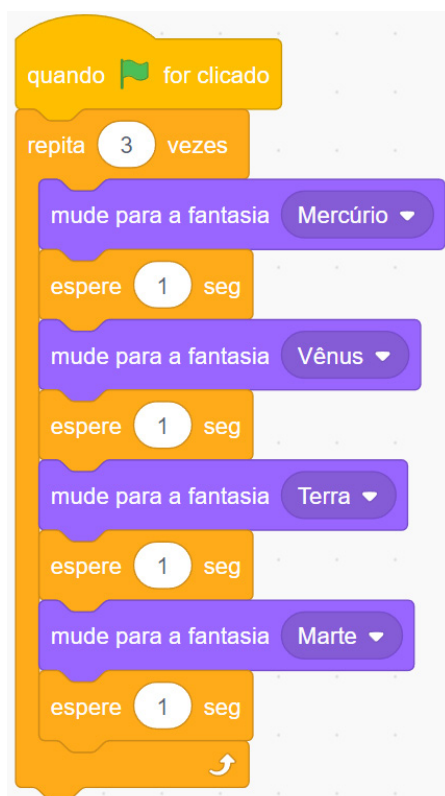 quando for clicado
repita 3 vezes
mude para a fantasia Mercúrio
espere 1 seg
mude para a fantasia Vênus
espere 1 seg
mude para a fantasia Terra
espere 1 seg
mude para a fantasia Marte
espere 1 seg